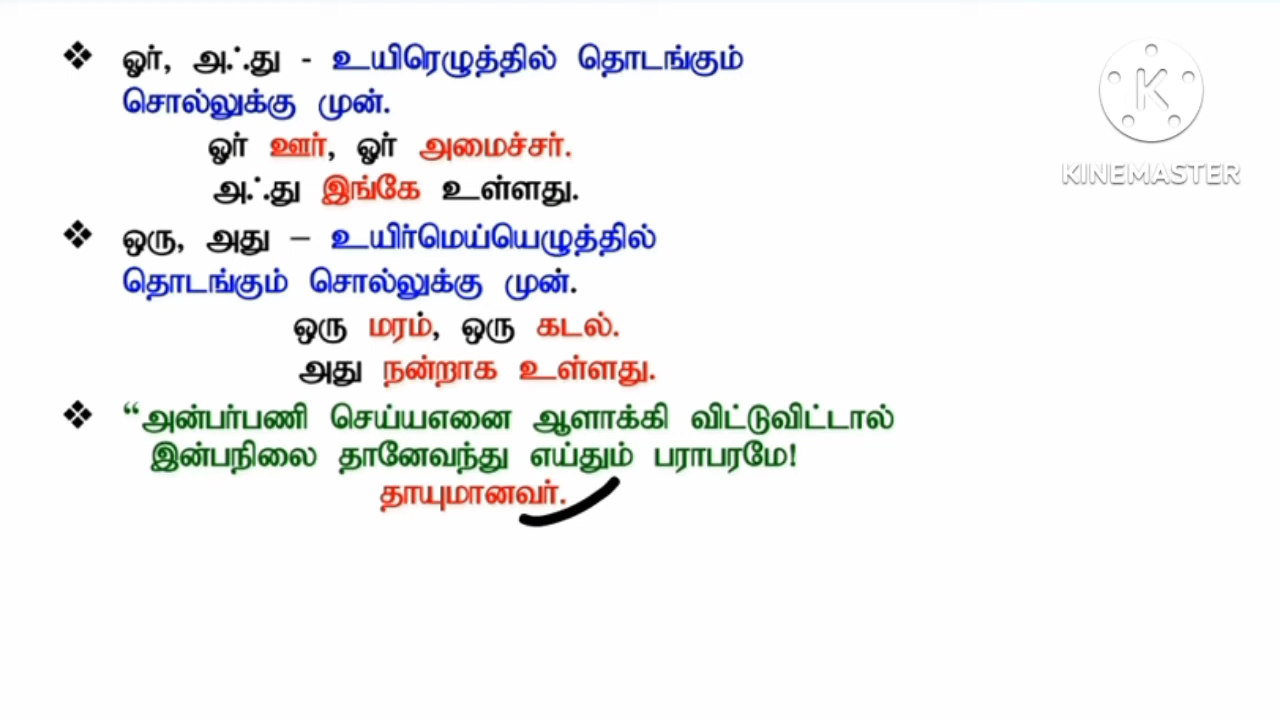 ❖ ஓர், அஃது - உயிரெழுத்தில் தொடங்கும்
சொல்லுக்கு முன்.
ஓர் ஊர், ஓர் அமைச்சர்.
அஃது இங்கே உள்ளது.
❖ ஒரு, அது – உயிர்மெய்யெழுத்தில்
தொடங்கும் சொல்லுக்கு முன்.
ஒரு மரம், ஒரு கடல்.
அது நன்றாக உள்ளது.
❖ “அன்பர்பணி செய்யஎனை ஆளாக்கி விட்டுவிட்டால்
இன்பநிலை தானேவந்து எய்தும் பராபரமே!
தாயுமானவர்.
K
KINEMASTER